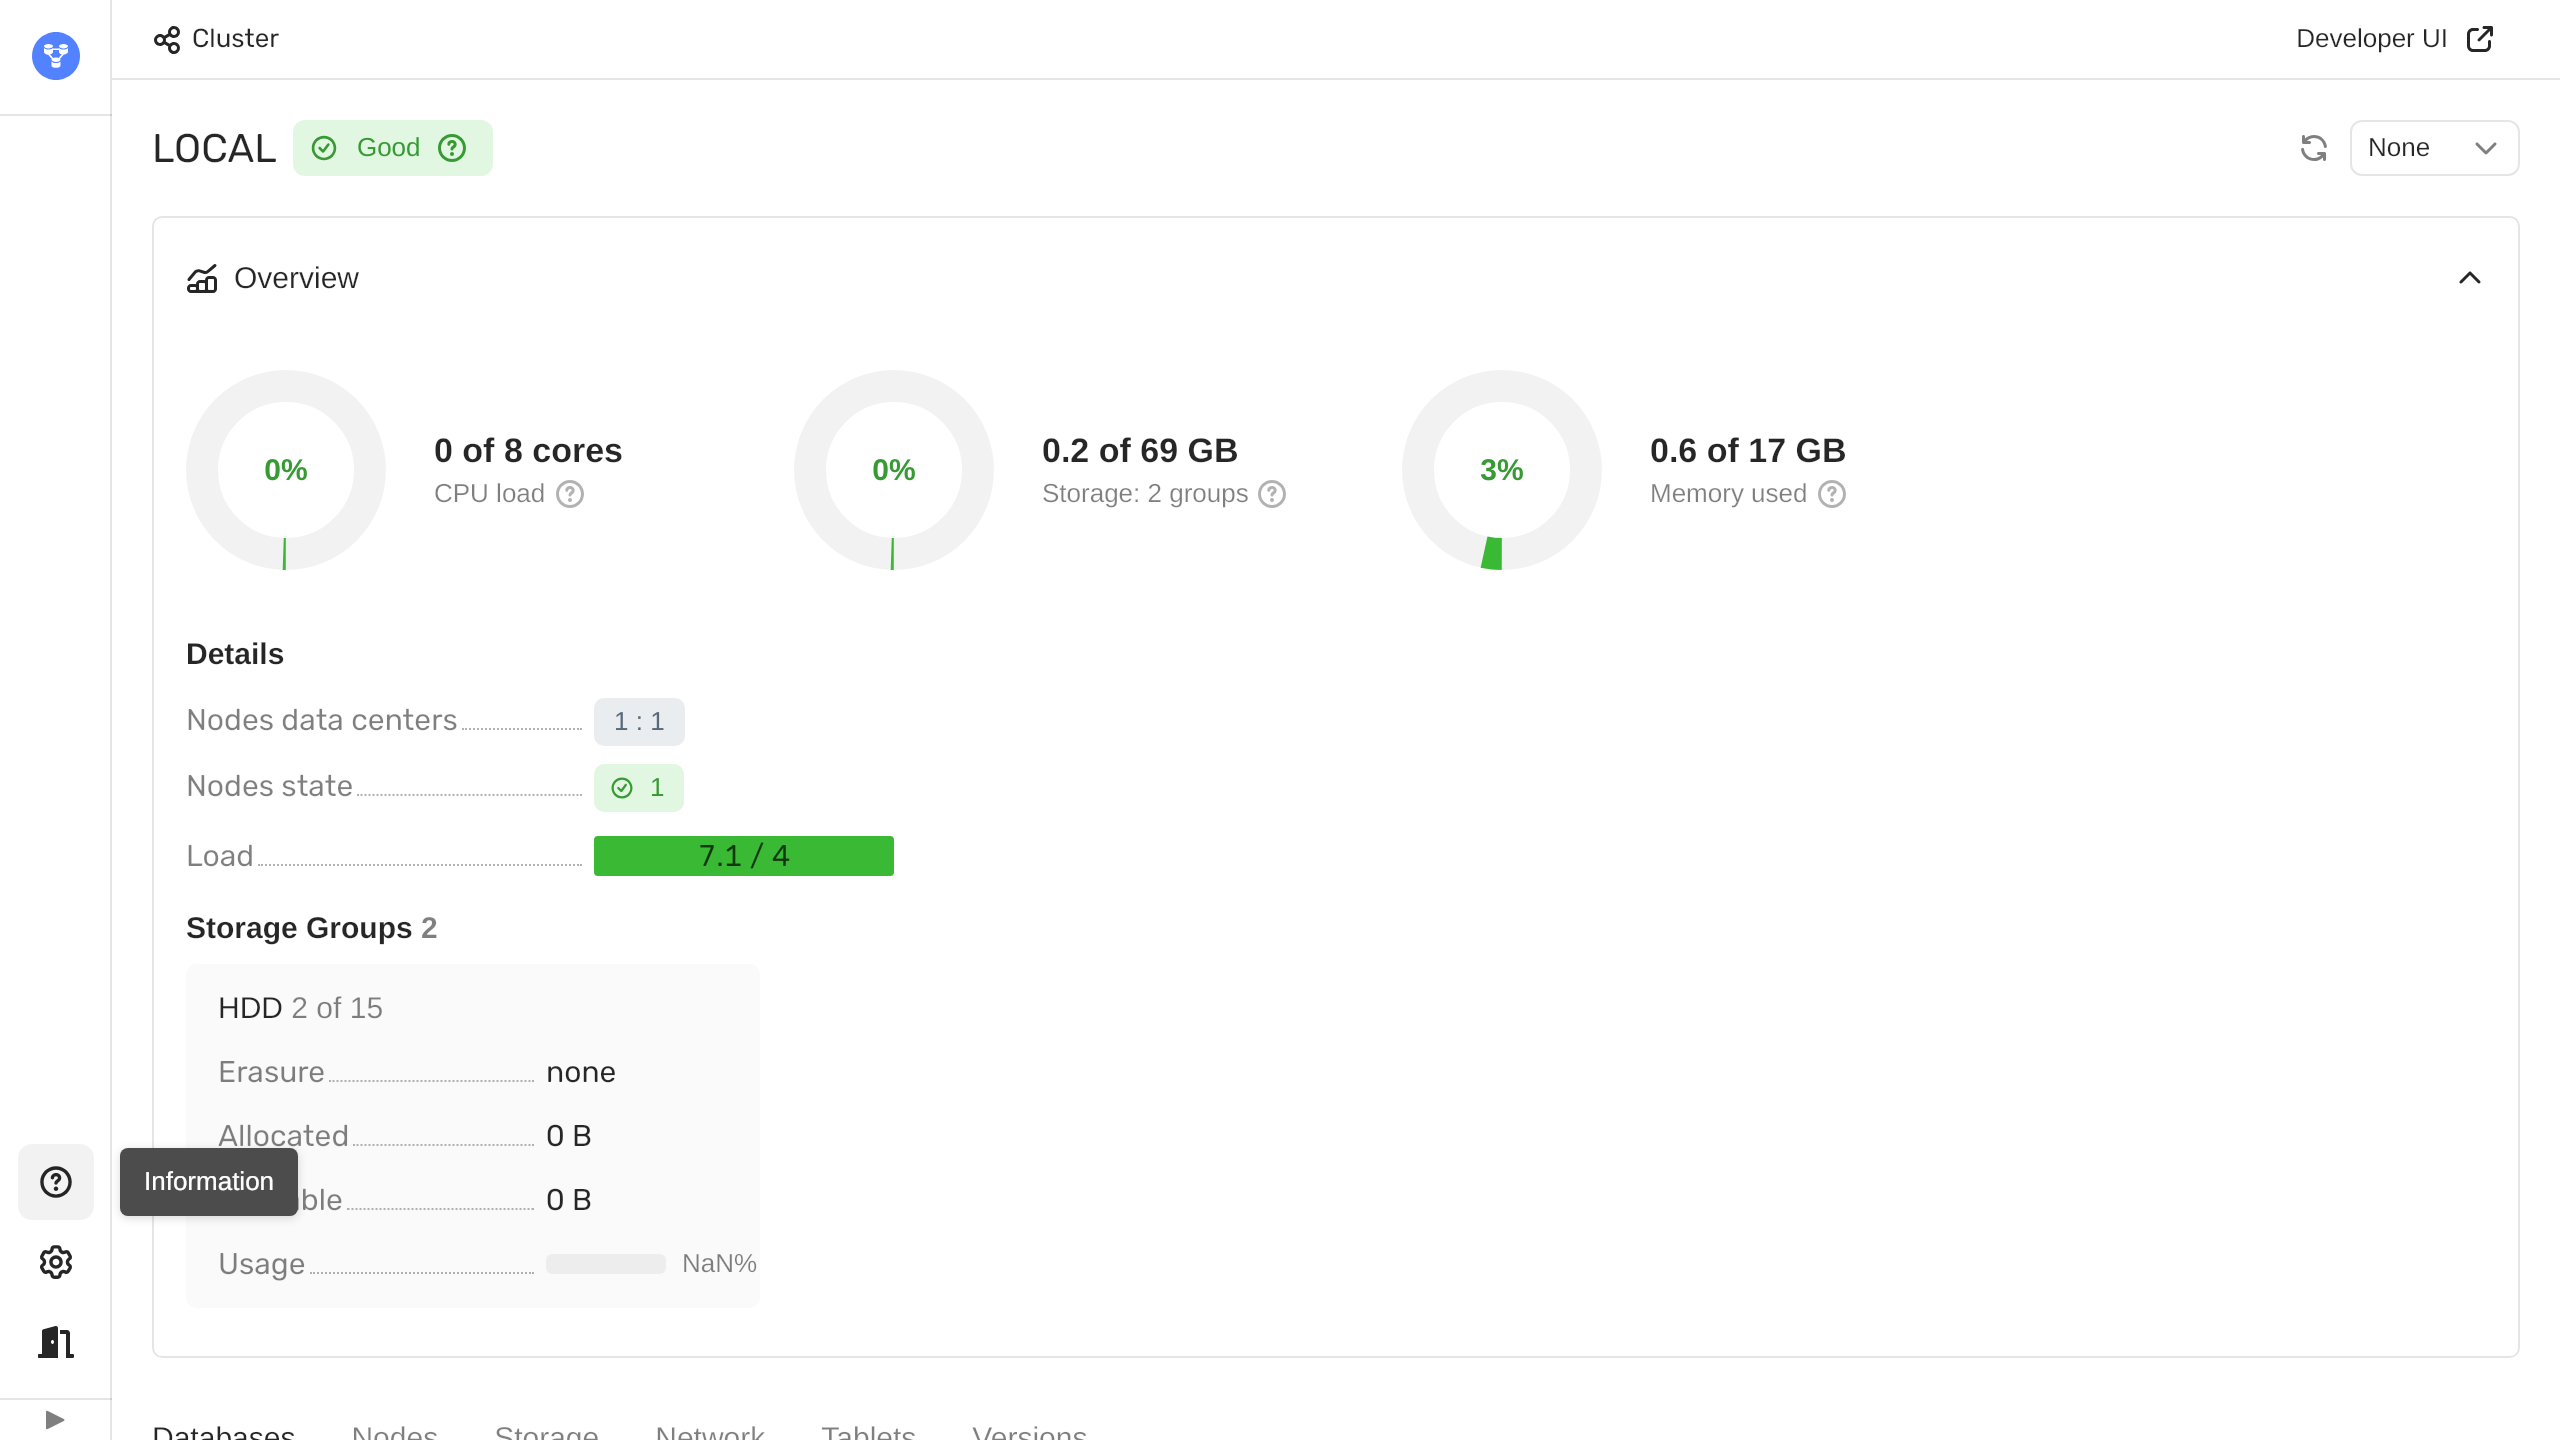 Cluster
Developer UI
LOCAL
Good
None
Overview
0%
0 of 8 cores
CPU load
0%
0.2 of 69 GB
Storage: 2 groups
3%
0.6 of 17 GB
Memory used
Details
Nodes data centers
1 : 1
Nodes state
1
Load
7.1 / 4
Storage Groups 2
HDD 2 of 15
Erasure
none
Allocated
0 B
Information
ble
0 B
Usage
NaN%
Databases
Nodes
Storage
Network
Tablets
Versions